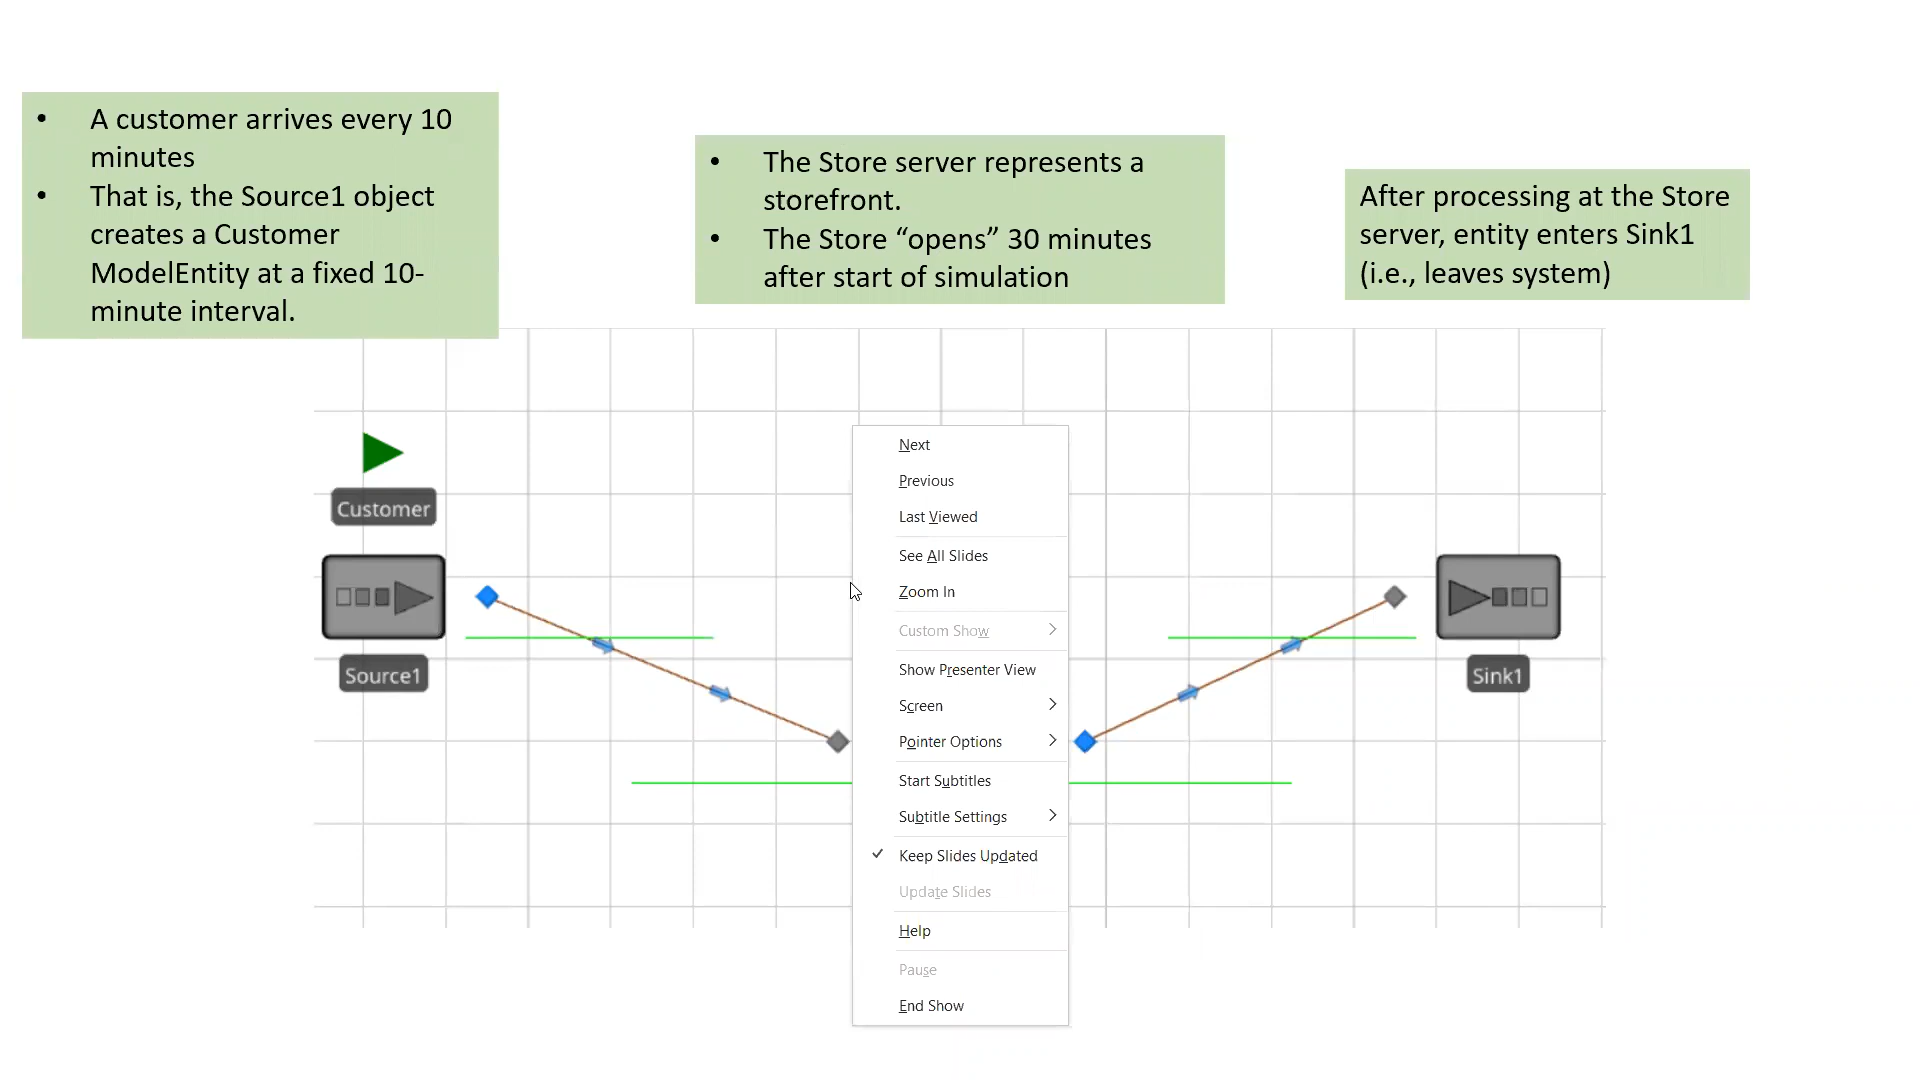 • A customer arrives every 10
minutes
• That is, the Source1 object
creates a Customer
ModelEntity at a fixed 10-
minute interval.
• The Store server represents a
storefront.
• The Store “opens” 30 minutes
after start of simulation
After processing at the Store
server, entity enters Sink1
(i.e., leaves system)
Customer
Source1
Next
Previous
Last Viewed
See All Slides
Zoom In
Custom Show
Show Presenter View
Screen
Pointer Options
Start Subtitles
Subtitle Settings
Keep Slides Updated
Update Slides
Help
Pause
End Show
Sink1